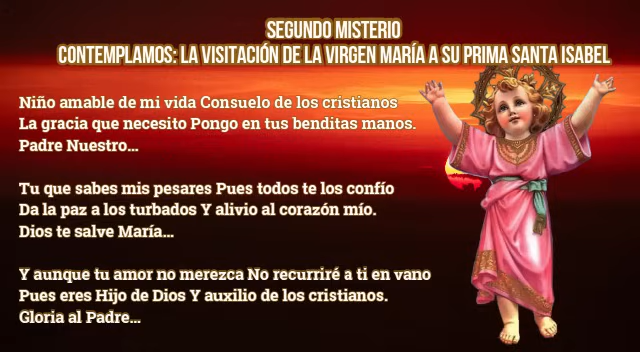 SEGUNDO MISTERIO
CONTEMPLAMOS: LA VISITACIÓN DE LA VIRGEN MARÍA A SU PRIMA SANTA ISABEL
Niño amable de mi vida Consuelo de los cristianos
La gracia que necesito Pongo en tus benditas manos.
Padre Nuestro...
Tu que sabes mis pesares Pues todos te los confío
Da la paz a los turbados Y alivio al corazón mío.
Dios te salve María...
Y aunque tu amor no merezca No recurriré a ti en vano
Pues eres Hijo de Dios Y auxilio de los cristianos.
Gloria al Padre...